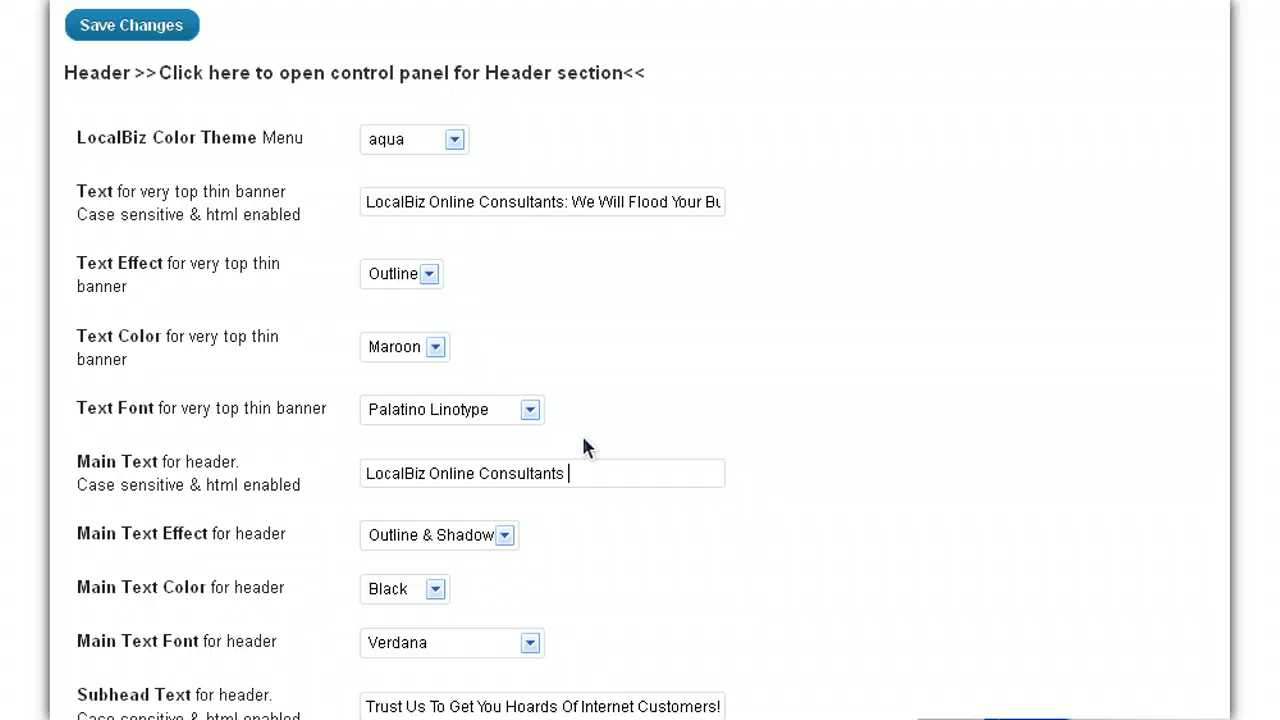 Save Changes
Header >>Click here to open control panel for Header section<<
LocalBiz Color Theme Menu
aqua
Text for very top thin banner
Case sensitive & html enabled
LocalBiz Online Consultants: We Will Flood Your Bu
Text Effect for very top thin
banner
Outline
Text Color for very top thin
banner
Maroon
Text Font for very top thin banner
Palatino Linotype
Main Text for header.
Case sensitive & html enabled
LocalBiz Online Consultants
Main Text Effect for header
Outline & Shadow
Main Text Color for header
Black
Main Text Font for header
Verdana
Subhead Text for header.
Case sensitive & html enabled
Trust Us To Get You Hoards Of Internet Customers!